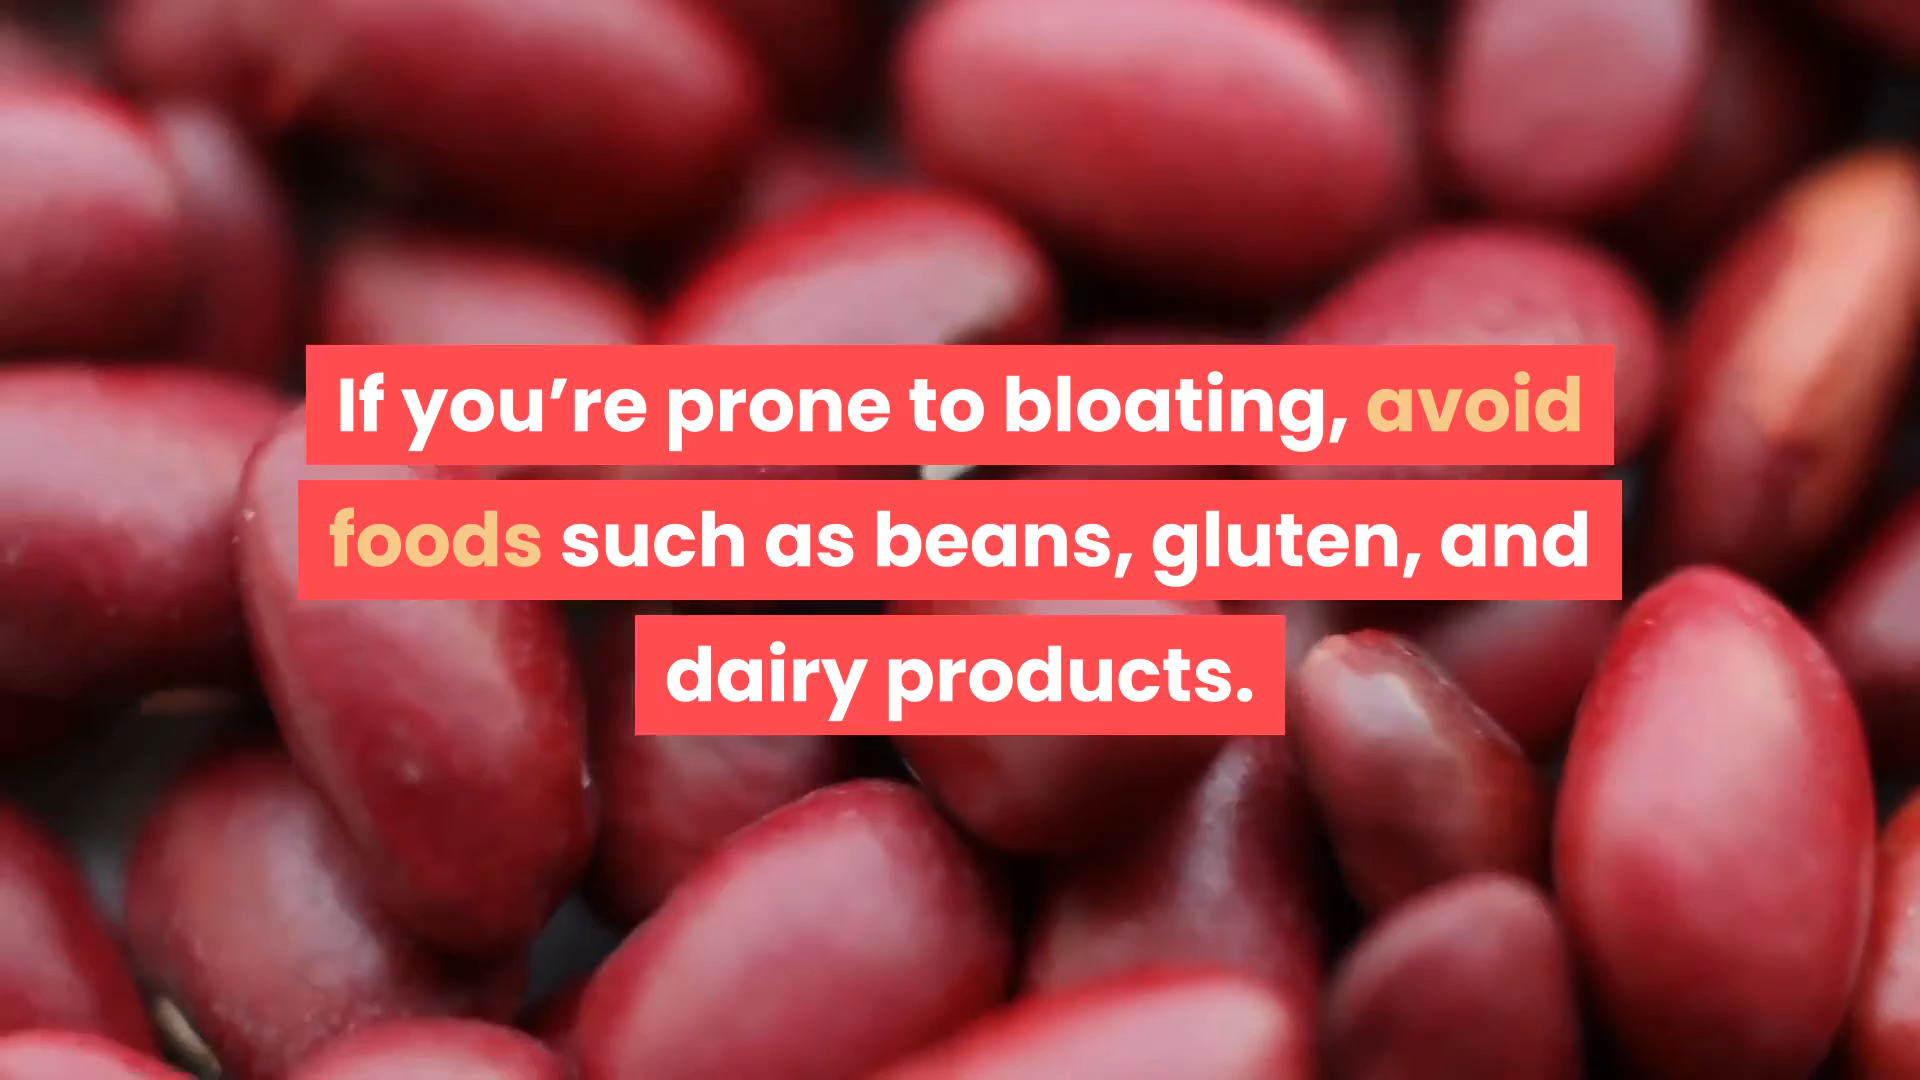 If you’re prone to bloating, avoid
foods such as beans, gluten, and
dairy products.